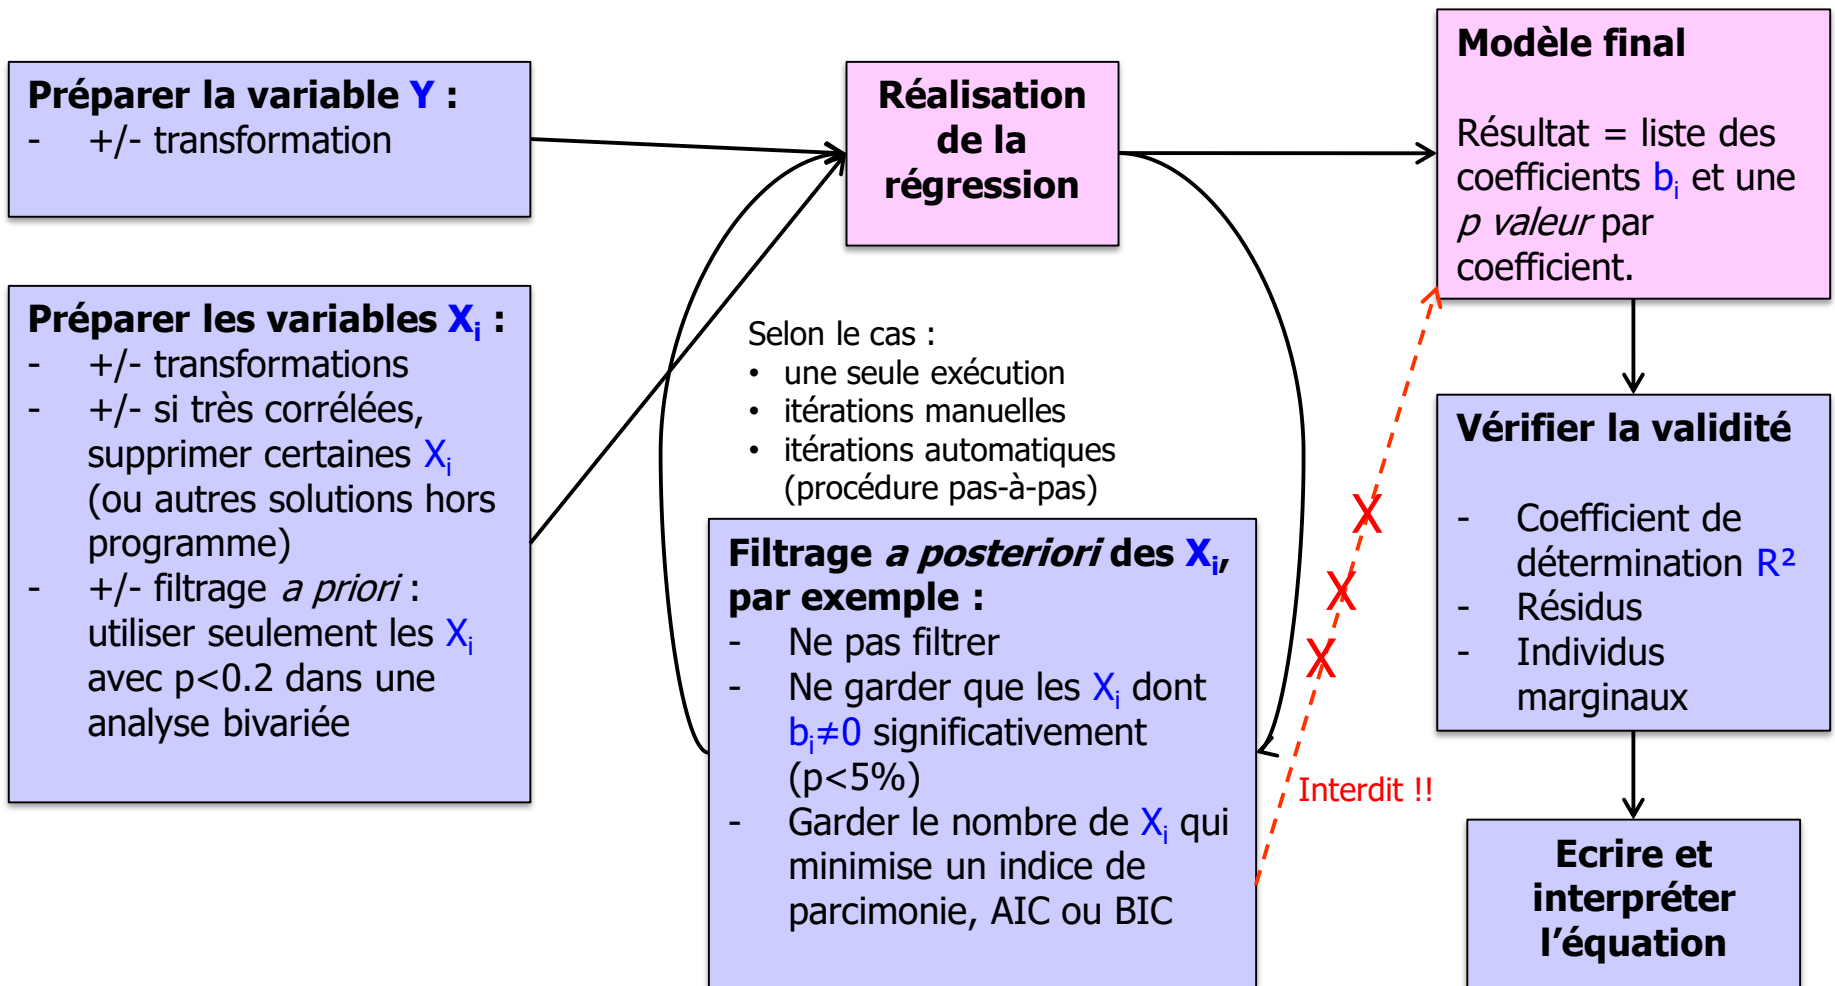 Préparer la variable Y :
- +/- transformation
Préparer les variables Xi :
- +/- transformations
- +/- si très corrélées,
supprimer certaines Xi
(ou autres solutions hors
programme)
- +/- filtrage a priori :
utiliser seulement les Xi
avec p<0.2 dans une
analyse bivariée
Réalisation
de la
régression
Selon le cas :
• une seule exécution
• itérations manuelles
• itérations automatiques
(procédure pas-à-pas)
Filtrage a posteriori des Xi,
par exemple :
- Ne pas filtrer
- Ne garder que les Xi dont
bi≠0 significativement
(p<5%)
- Garder le nombre de Xi qui
minimise un indice de
parcimonie, AIC ou BIC
X
X
X
Interdit !!
Modèle final
Résultat = liste des
coefficients bi et une
p valeur par
coefficient.
Vérifier la validité
- Coefficient de
détermination R²
- Résidus
- Individus
marginaux
Ecrire et
interpréter
l’équation